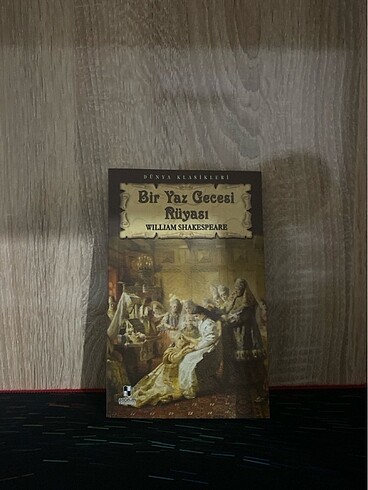 DÜNYA KLASİKLERİ
Bir Yaz Gecesi
Rüyası
WILLIAM SHAKESPEARE